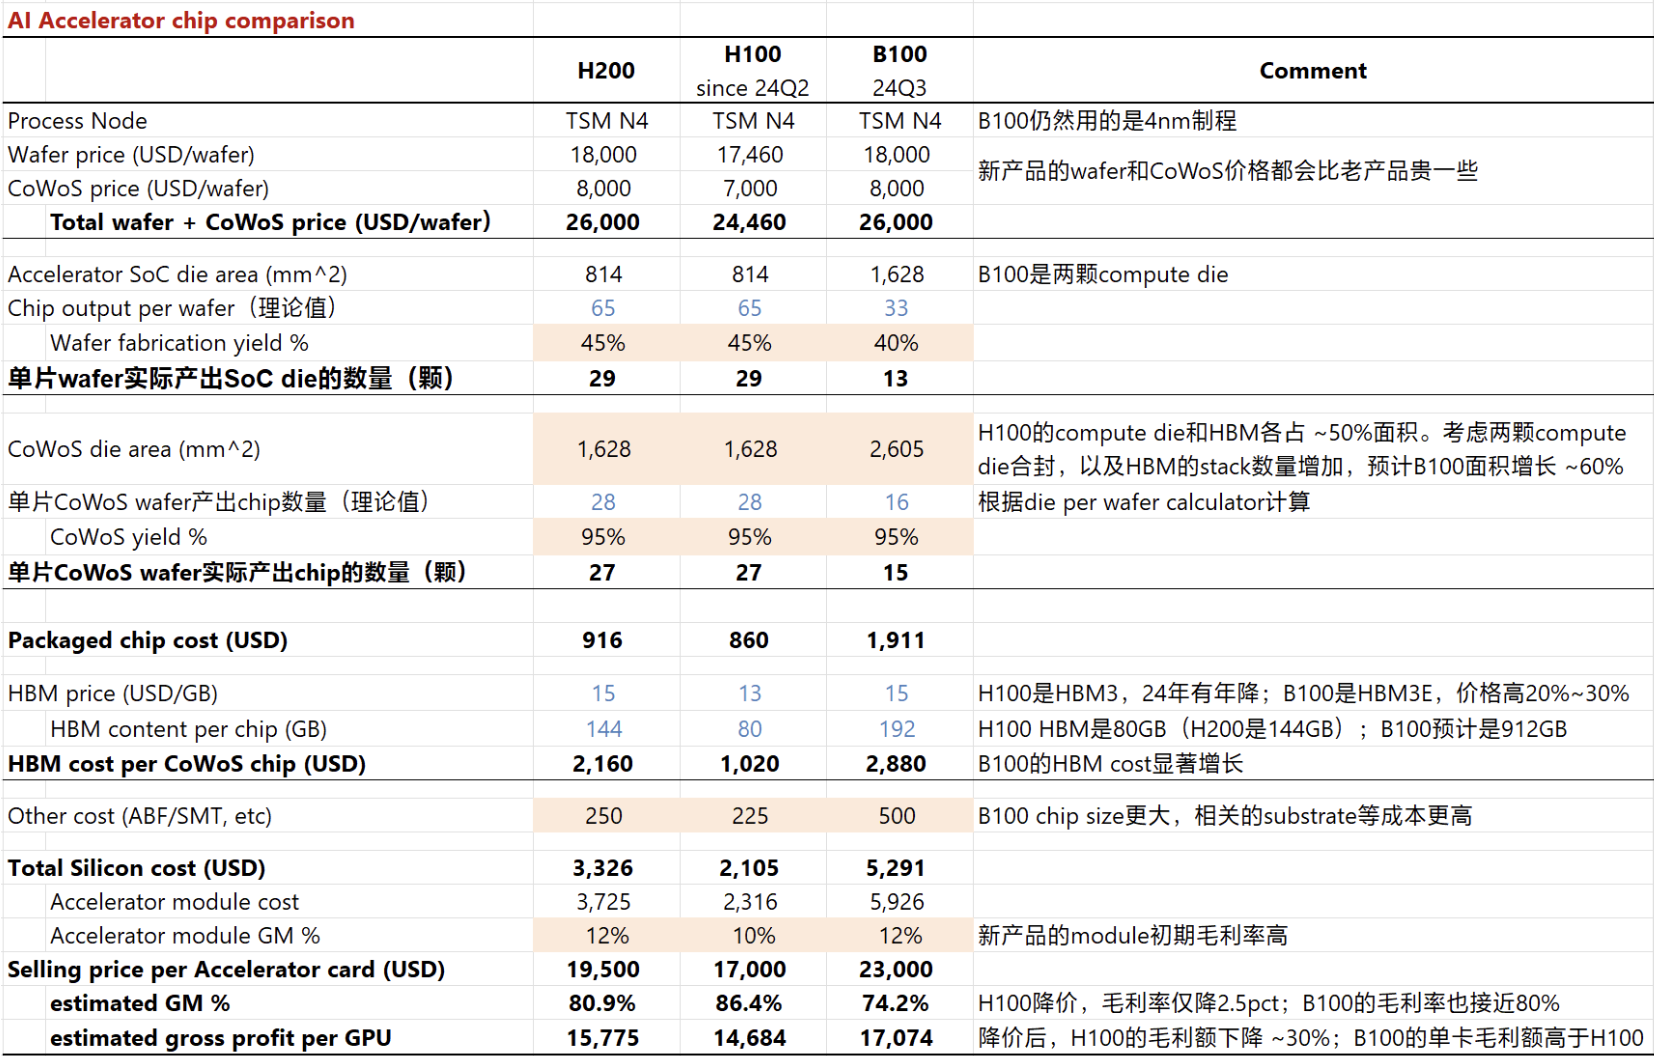 AI Accelerator chip comparison
H200 H100 B100 Comment
since 24Q2 24Q3
Process Node TSM N4 TSM N4 TSM N4 B100仍然用的是4nm制程
Wafer price (USD/wafer) 18,000 17,460 18,000
新产品的wafer和CoWoS价格都会比老产品贵一些
CoWoS price (USD/wafer) 8,000 7,000 8,000
Total wafer + CoWoS price (USD/wafer） 26,000 24,460 26,000
Accelerator SoC die area (mm^2) 814 814 1,628 B100是两颗compute die
Chip output per wafer（理论值） 65 65 33
Wafer fabrication yield % 45% 45% 40%
单片wafer实际产出SoC die的数量（颗） 29 29 13
CoWoS die area (mm^2) 1,628 1,628 2,605 H100的compute die和HBM各占 ~50%面积。考虑两颗compute
die合封，以及HBM的stack数量增加，预计B100面积增长 ~60%
单片CoWoS wafer产出chip数量（理论值） 28 28 16 根据die per wafer calculator计算
CoWoS yield % 95% 95% 95%
单片CoWoS wafer实际产出chip的数量（颗） 27 27 15
Packaged chip cost (USD) 916 860 1,911
HBM price (USD/GB) 15 13 15 H100是HBM3，24年有年降；B100是HBM3E，价格高20%~30%
HBM content per chip (GB) 144 80 192 H100 HBM是80GB（H200是144GB）；B100预计是912GB
HBM cost per CoWoS chip (USD) 2,160 1,020 2,880 B100的HBM cost显著增长
Other cost (ABF/SMT, etc) 250 225 500 B100 chip size更大，相关的substrate等成本更高
Total Silicon cost (USD) 3,326 2,105 5,291
Accelerator module cost 3,725 2,316 5,926
Accelerator module GM % 12% 10% 12% 新产品的module初期毛利率高
Selling price per Accelerator card (USD) 19,500 17,000 23,000
estimated GM % 80.9% 86.4% 74.2% H100降价，毛利率仅降2.5pct；B100的毛利率也接近80%
estimated gross profit per GPU 15,775 14,684 17,074 降价后，H100的毛利额下降 ~30%；B100的单卡毛利额高于H100